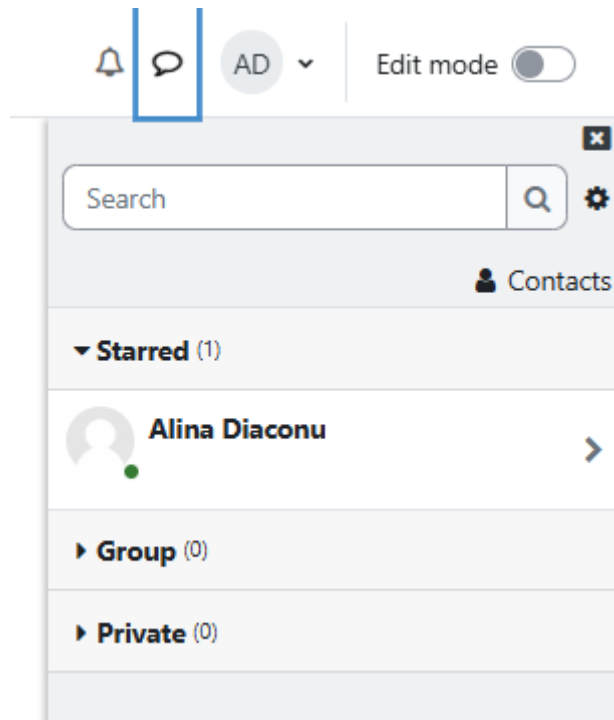 AD Edit mode
Search
Contacts
Starred (1)
Alina Diaconu
Group (0)
Private (0)